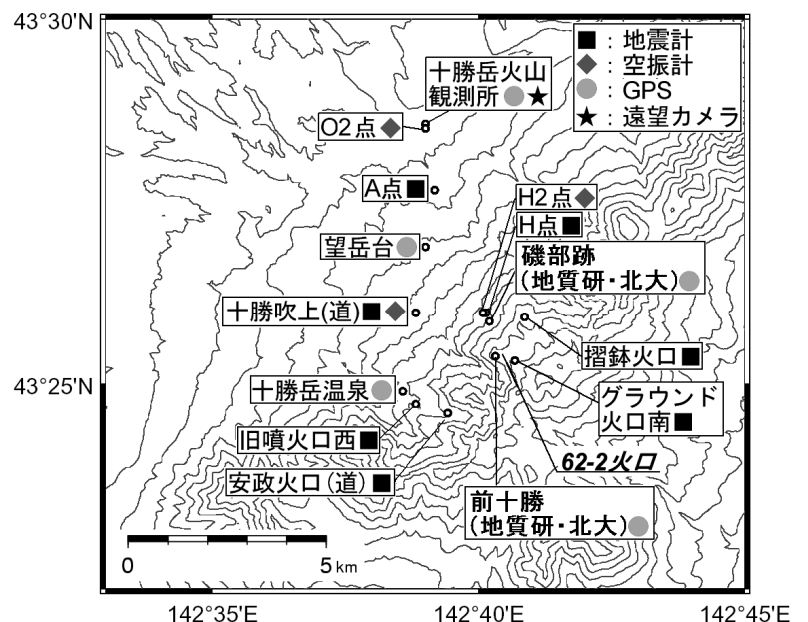 43°30'N
■：地震計
◆：空振計
●：GPS
★：遠望カメラ
十勝岳火山
観測所●★
O2点◆
A点■
H2点◆
H点■
望岳台●
磯部跡
(地質研・北大)●
十勝吹上(道)■◆
摺鉢火口■
43°25'N
十勝岳温泉●
グラウンド
火口南■
旧噴火口西■
62-2火口
安政火口(道)■
前十勝
(地質研・北大)●
0 5 km
142°35'E 142°40'E 142°45'E